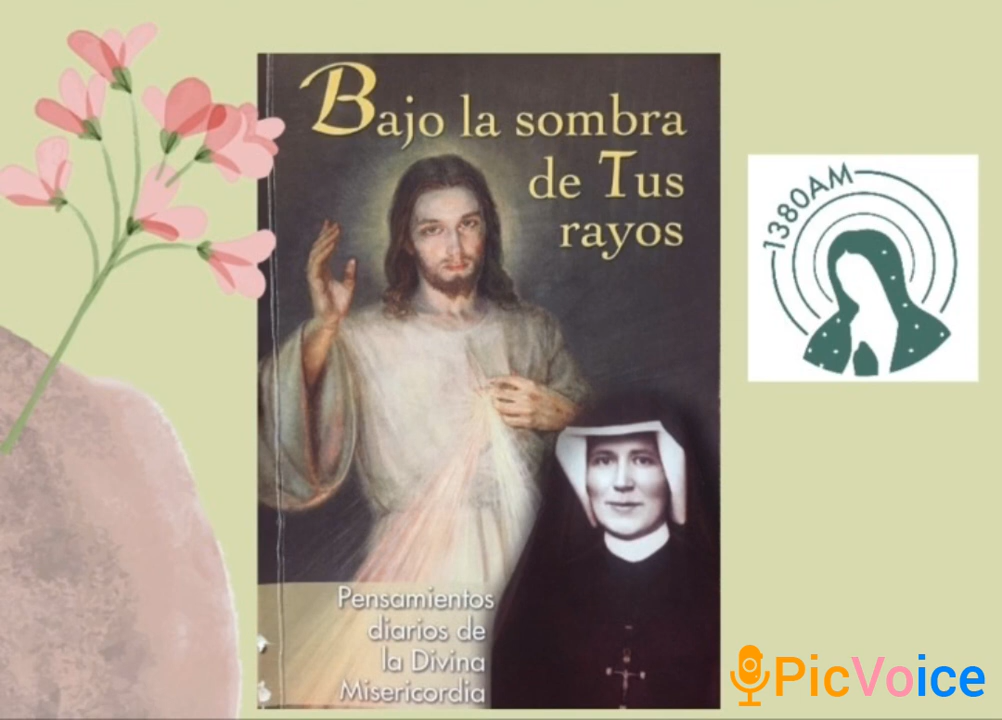 Bajo la sombra
de Tus
rayos
1380AM
Pensamientos
diarios de
la Divina
Misericordia
PicVoice